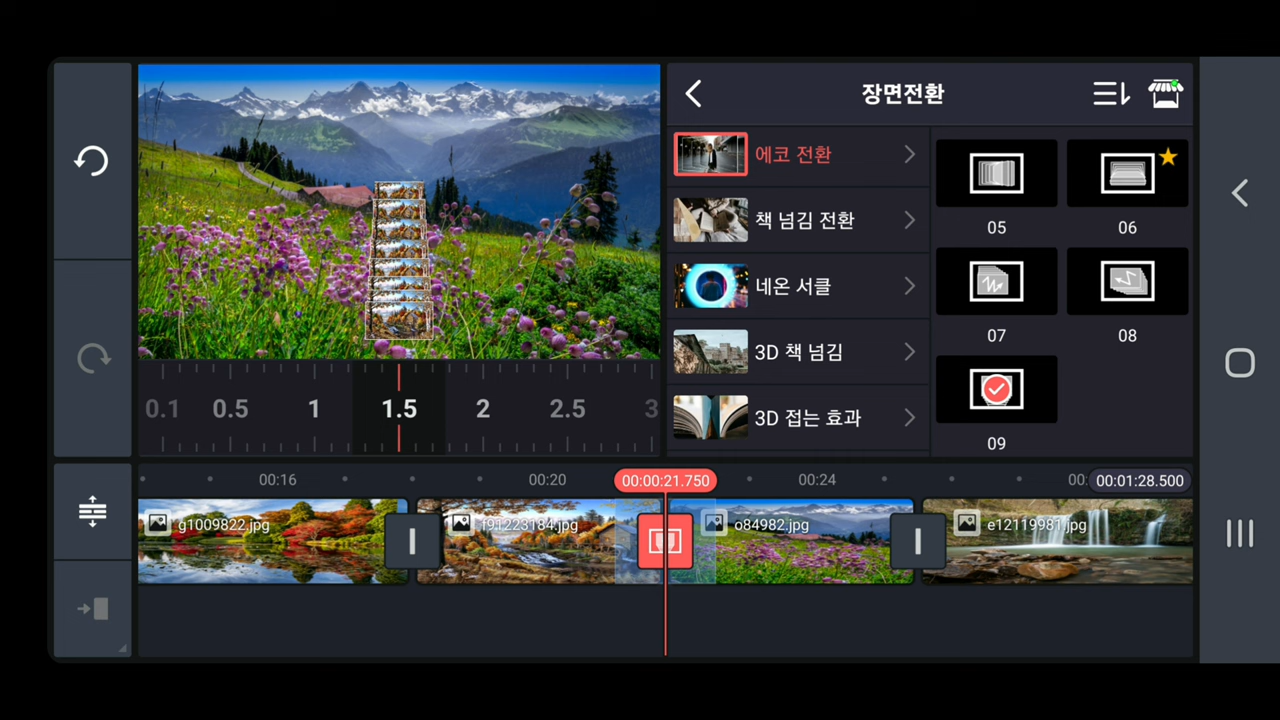 장면전환
에코 전환
책 넘김 전환
네온 서클
3D 책 넘김
3D 접는 효과
05
06
07
08
09
0.1 0.5 1 1.5 2 2.5 3
00:16 00:20 00:00:21.750 00:24 00: 00:01:28.500
g1009822.jpg f91223184.jpg o84982.jpg e12119981.jpg